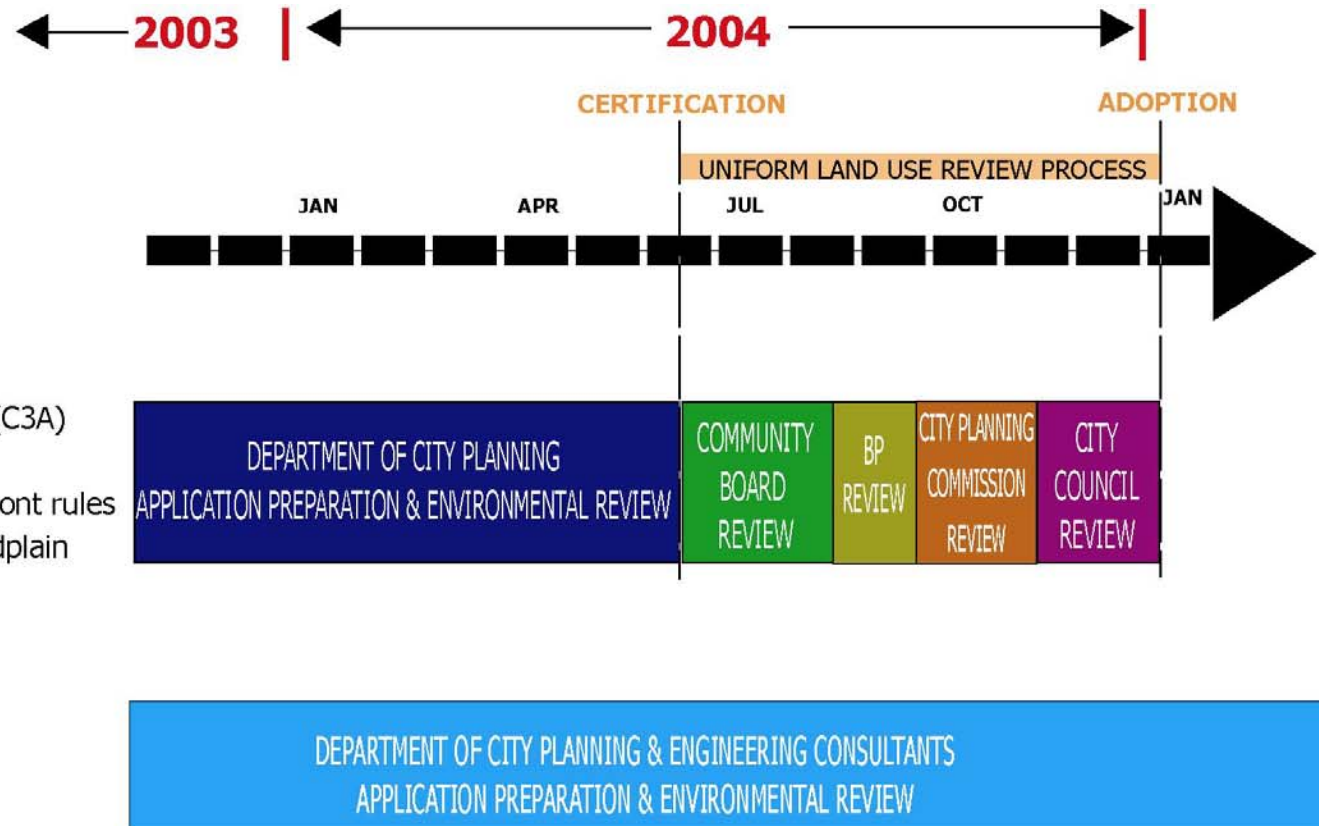 2003 2004
CERTIFICATION ADOPTION
UNIFORM LAND USE REVIEW PROCESS
JAN APR JUL OCT JAN
C3A)
ont rules
dplain
DEPARTMENT OF CITY PLANNING
APPLICATION PREPARATION & ENVIRONMENTAL REVIEW
COMMUNITY
BOARD
REVIEW
BP
REVIEW
CITY PLANNING
COMMISSION
REVIEW
CITY
COUNCIL
REVIEW
DEPARTMENT OF CITY PLANNING & ENGINEERING CONSULTANTS
APPLICATION PREPARATION & ENVIRONMENTAL REVIEW